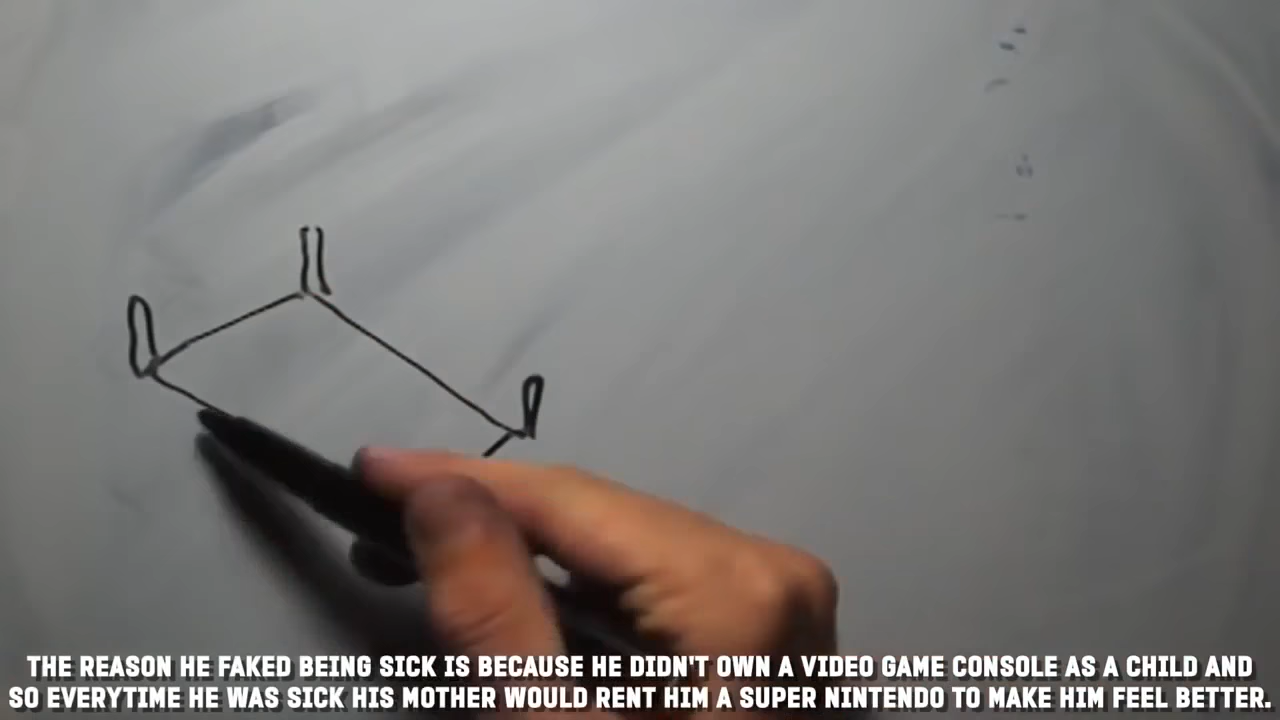 THE REASON HE FAKED BEING SICK IS BECAUSE HE DIDN'T OWN A VIDEO GAME CONSOLE AS A CHILD AND
SO EVERYTIME HE WAS SICK HIS MOTHER WOULD RENT HIM A SUPER NINTENDO TO MAKE HIM FEEL BETTER.